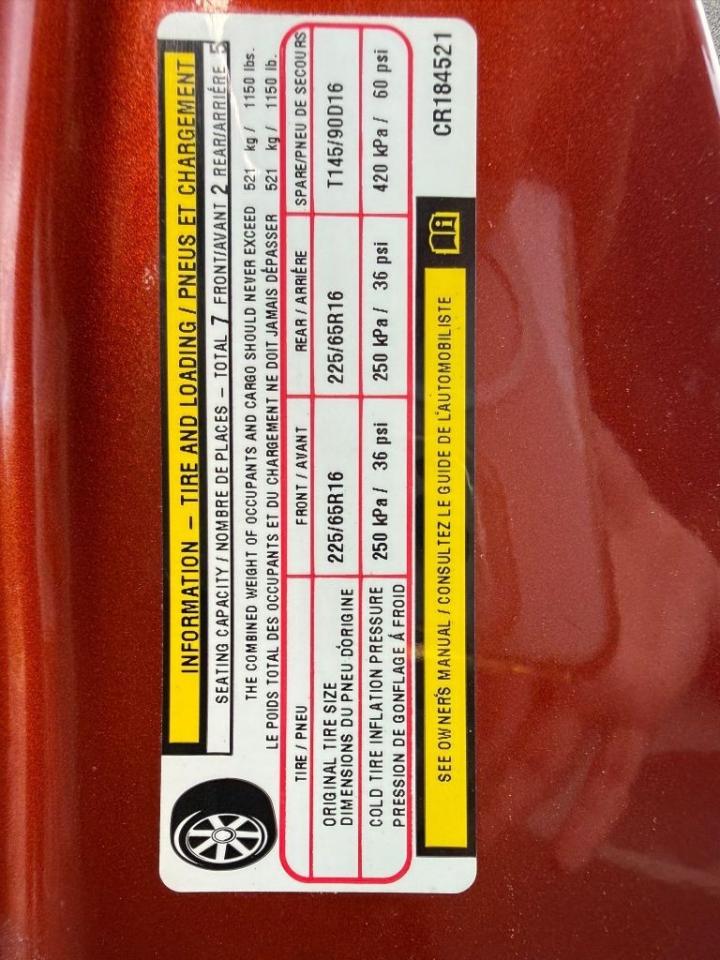 INFORMATION – TIRE AND LOADING / PNEUS ET CHARGEMENT
SEATING CAPACITY / NOMBRE DE PLACES – TOTAL 7 FRONT/AVANT 2 REAR/ARRIÉRE 5
THE COMBINED WEIGHT OF OCCUPANTS AND CARGO SHOULD NEVER EXCEED 521 kg / 1150 lbs.
LE POIDS TOTAL DES OCCUPANTS ET DU CHARGEMENT NE DOIT JAMAIS DÉPASSER 521 kg / 1150 lb.
TIRE / PNEU FRONT / AVANT REAR / ARRIÉRE SPARE/PNEU DE SECOURS
ORIGINAL TIRE SIZE
DIMENSIONS DU PNEU D'ORIGINE 225/65R16 225/65R16 T145/90D16
COLD TIRE INFLATION PRESSURE
PRESSION DE GONFLAGE Á FROID 250 kPa / 36 psi 250 kPa / 36 psi 420 kPa / 60 psi
SEE OWNER'S MANUAL / CONSULTEZ LE GUIDE DE L'AUTOMOBILISTE
CR184521